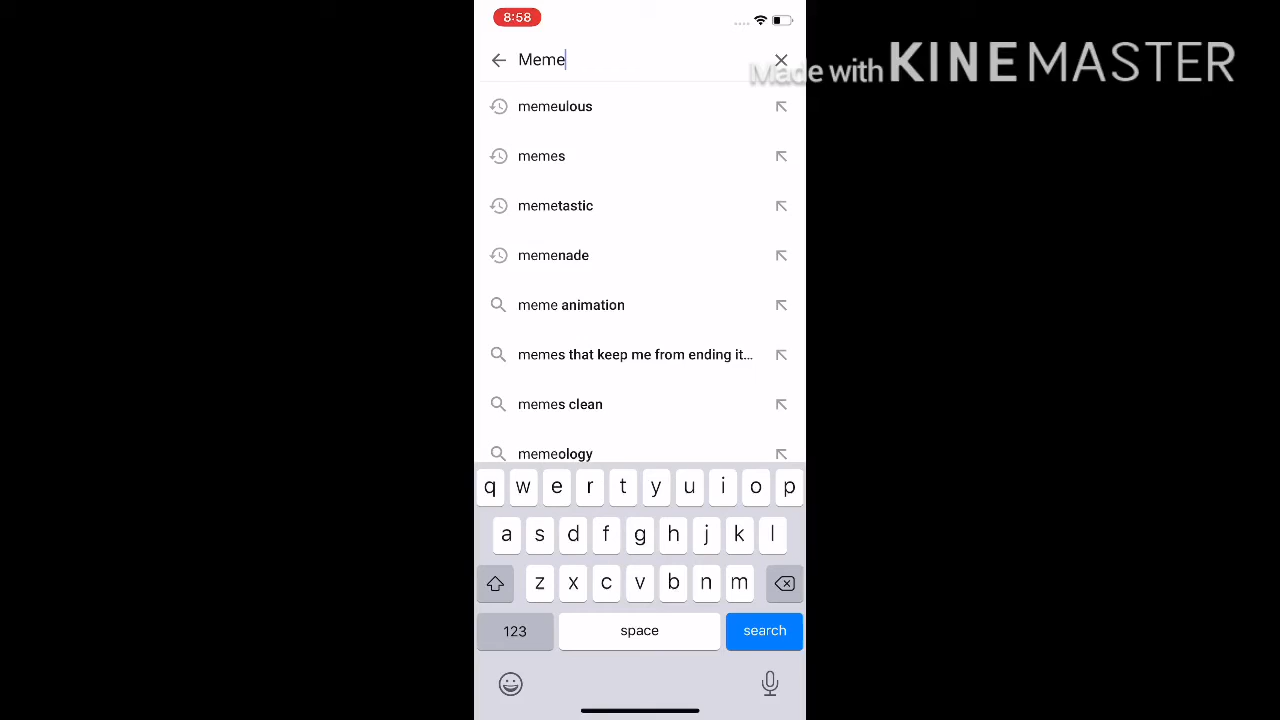 8:58
Meme
Made with KINEMASTER
memeulous
memes
memetastic
memenade
meme animation
memes that keep me from ending it...
memes clean
memeology
q w e r t y u i o p
a s d f g h j k l
z x c v b n m
123 space search